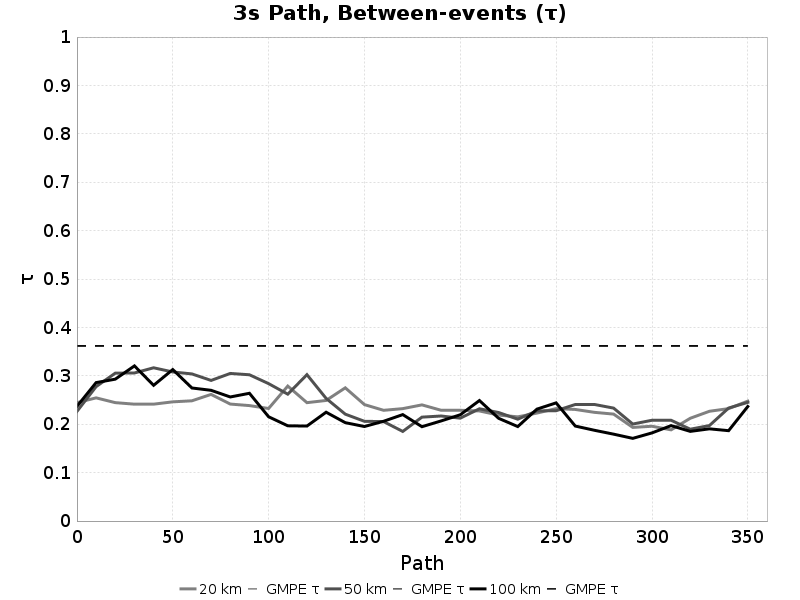 3s Path, Between-events (τ)
1
0.9
0.8
0.7
0.6
0.5
0.4
0.3
0.2
0.1
0
τ
0 50 100 150 200 250 300 350
Path
20 km GMPE τ 50 km GMPE τ 100 km GMPE τ